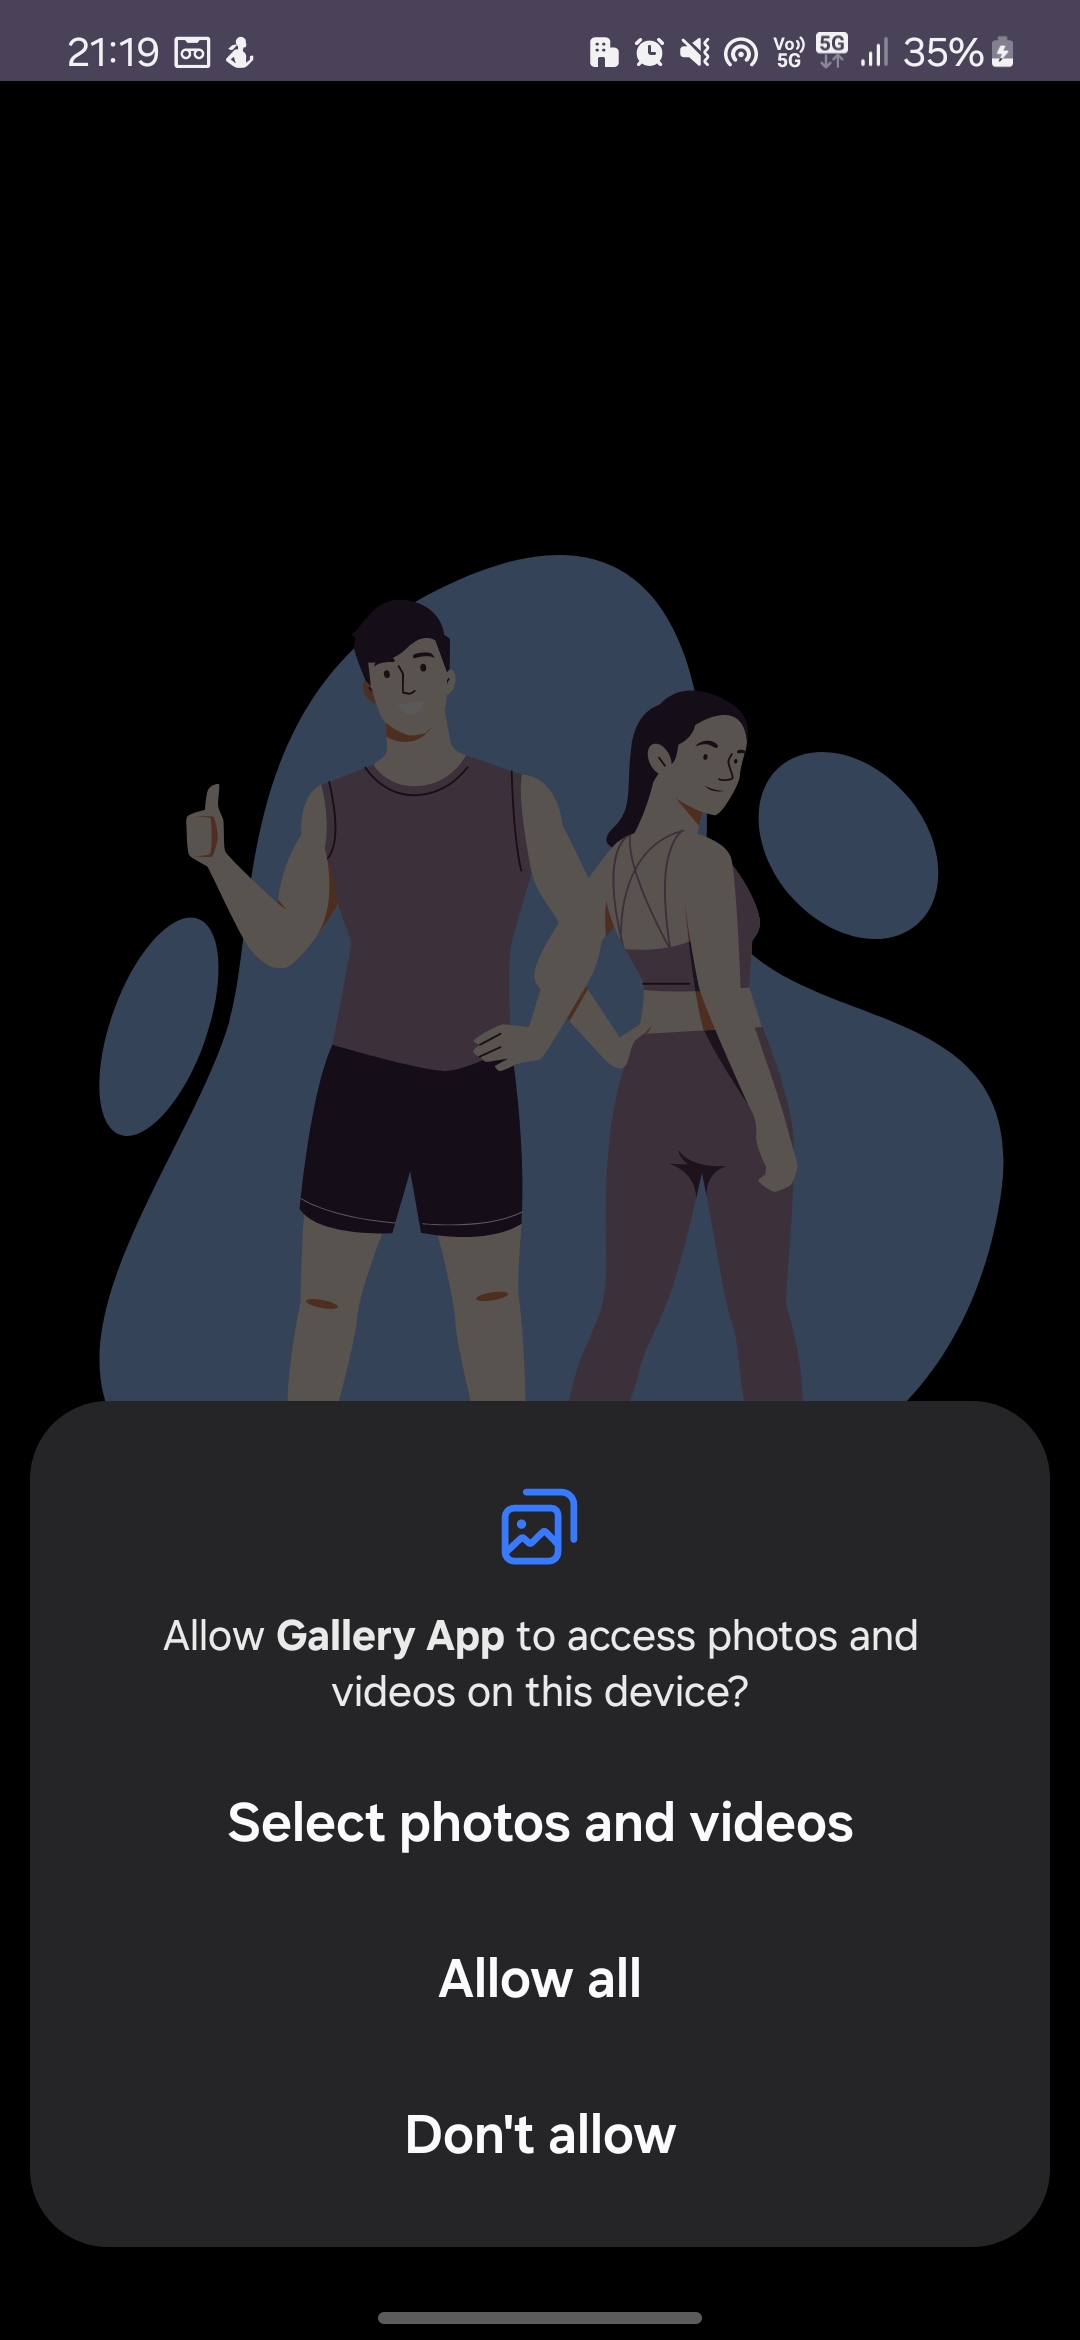 21:19 Vo)) 5G 5G 35%
Allow Gallery App to access photos and
videos on this device?
Select photos and videos
Allow all
Don't allow